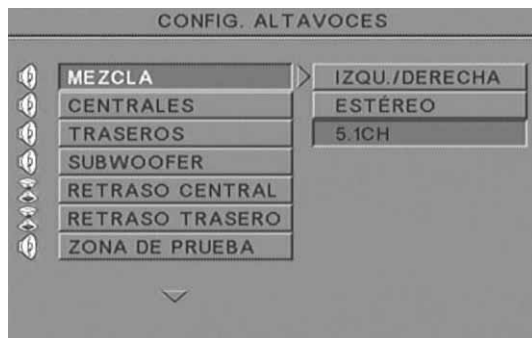 CONFIG. ALTAVOCES
MEZCLA
CENTRALES
TRASEROS
SUBWOOFER
RETRASO CENTRAL
RETRASO TRASERO
ZONA DE PRUEBA
IZQU./DERECHA
ESTÉREO
5.1CH